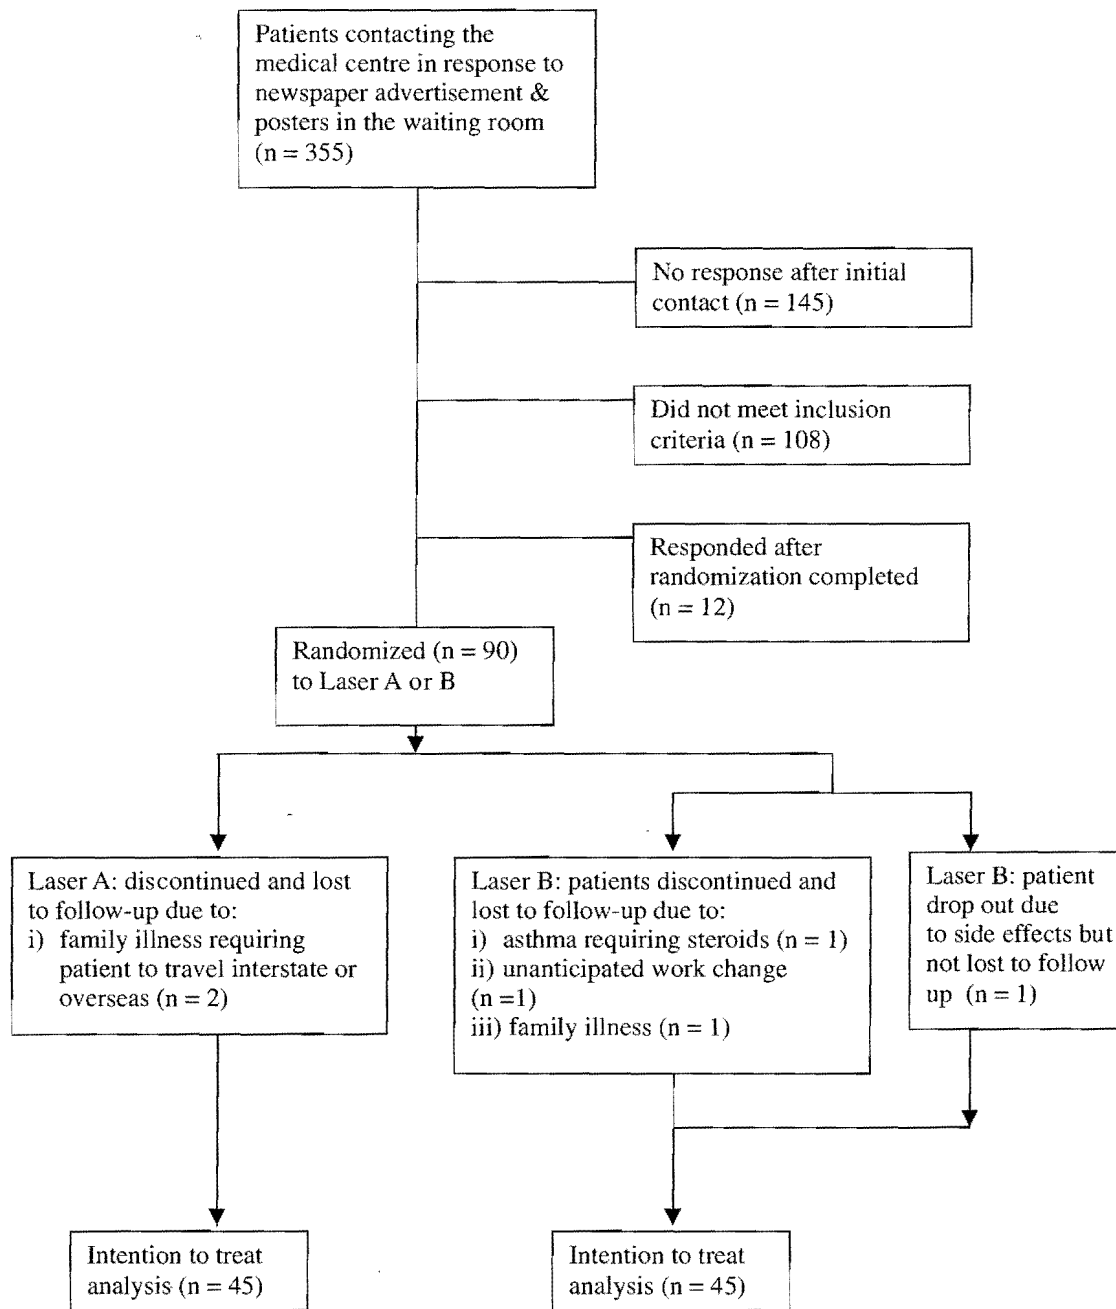 Patients contacting the
medical centre in response to
newspaper advertisement &
posters in the waiting room
(n = 355)
No response after initial
contact (n = 145)
Did not meet inclusion
criteria (n = 108)
Responded after
randomization completed
(n = 12)
Randomized (n = 90)
to Laser A or B
Laser A: discontinued and lost
to follow-up due to:
i) family illness requiring
patient to travel interstate or
overseas (n = 2)
Laser B: patients discontinued and
lost to follow-up due to:
i) asthma requiring steroids (n = 1)
ii) unanticipated work change
(n =1)
iii) family illness (n = 1)
Laser B: patient
drop out due
to side effects but
not lost to follow
up (n = 1)
Intention to treat
analysis (n = 45)
Intention to treat
analysis (n = 45)